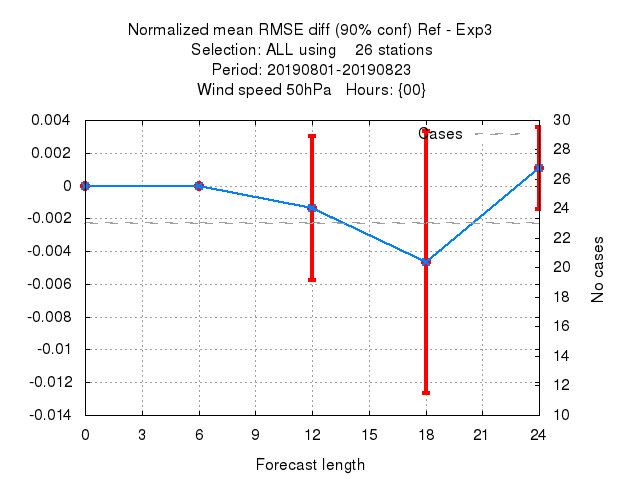 Normalized mean RMSE diff (90% conf) Ref - Exp3
Selection: ALL using 26 stations
Period: 20190801-20190823
Wind speed 50hPa Hours: {00}
Cases
0.004
0.002
0
-0.002
-0.004
-0.006
-0.008
-0.01
-0.012
-0.014
30
28
26
24
22
20
18
16
14
12
10
No cases
0 3 6 9 12 15 18 21 24
Forecast length